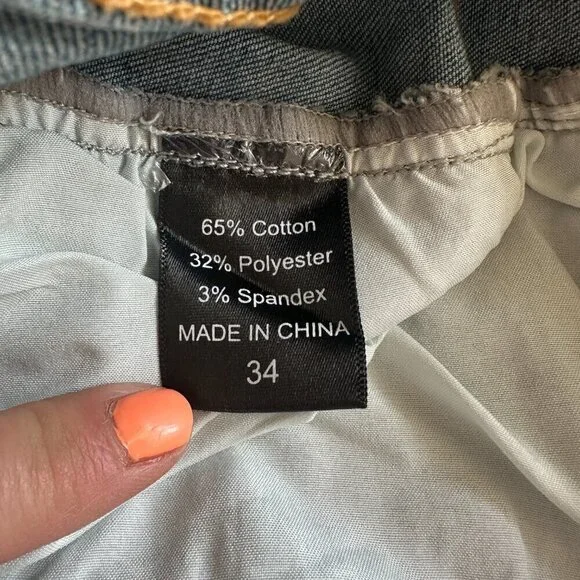 65% Cotton
32% Polyester
3% Spandex
MADE IN CHINA
34